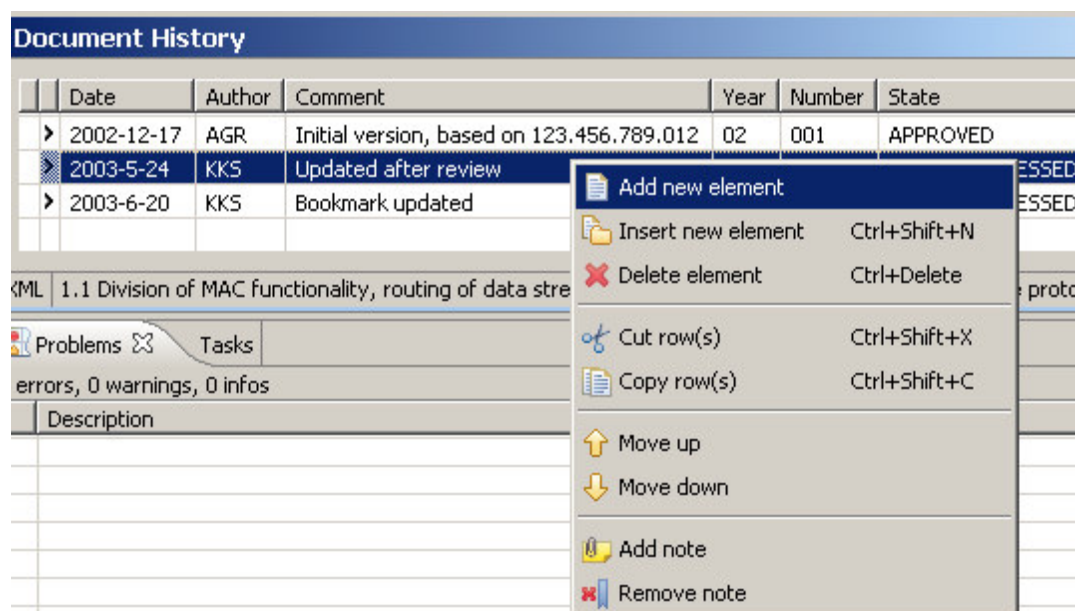 Document History
Date Author Comment Year Number State
2002-12-17 AGR Initial version, based on 123.456.789.012 02 001 APPROVED
2003-5-24 KKS Updated after review
2003-6-20 KKS Bookmark updated
Add new element
Insert new element Ctrl+Shift+N
Delete element Ctrl+Delete
Cut row(s) Ctrl+Shift+X
Copy row(s) Ctrl+Shift+C
Move up
Move down
Add note
Remove note
1.1 Division of MAC functionality, routing of data
Problems Tasks
errors, 0 warnings, 0 infos
Description